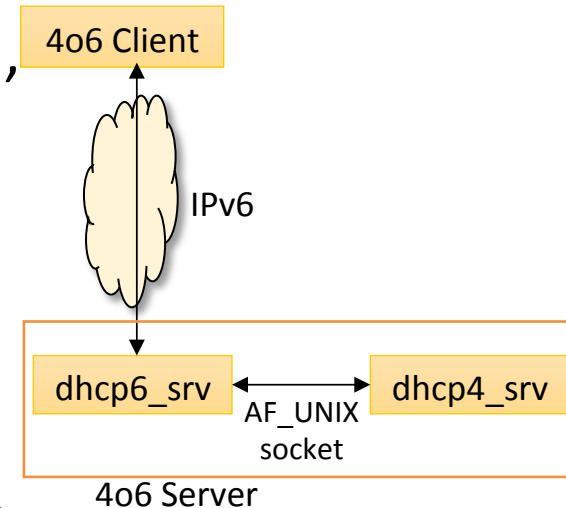 4o6 Client
,
IPv6
dhcp6_srv
dhcp4_srv
AF_UNIX
socket
4o6 Server